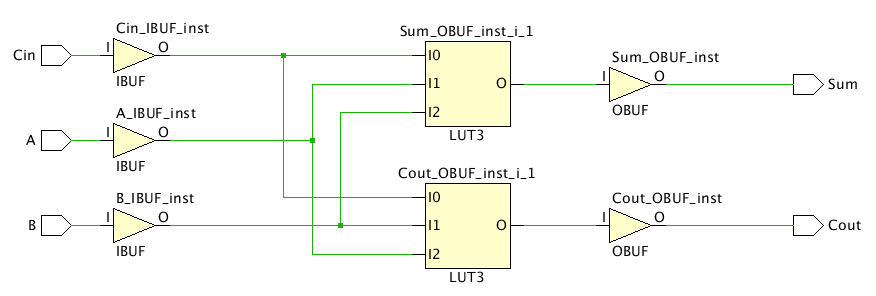 Cin_IBUF_inst
Cin
I
O
IBUF
A_IBUF_inst
A
I
O
IBUF
B_IBUF_inst
B
I
O
IBUF
Sum_OBUF_inst_i_1
I0
I1
I2
O
LUT3
Cout_OBUF_inst_i_1
I0
I1
I2
O
LUT3
Sum_OBUF_inst
I
O
OBUF
Sum
Cout_OBUF_inst
I
O
OBUF
Cout